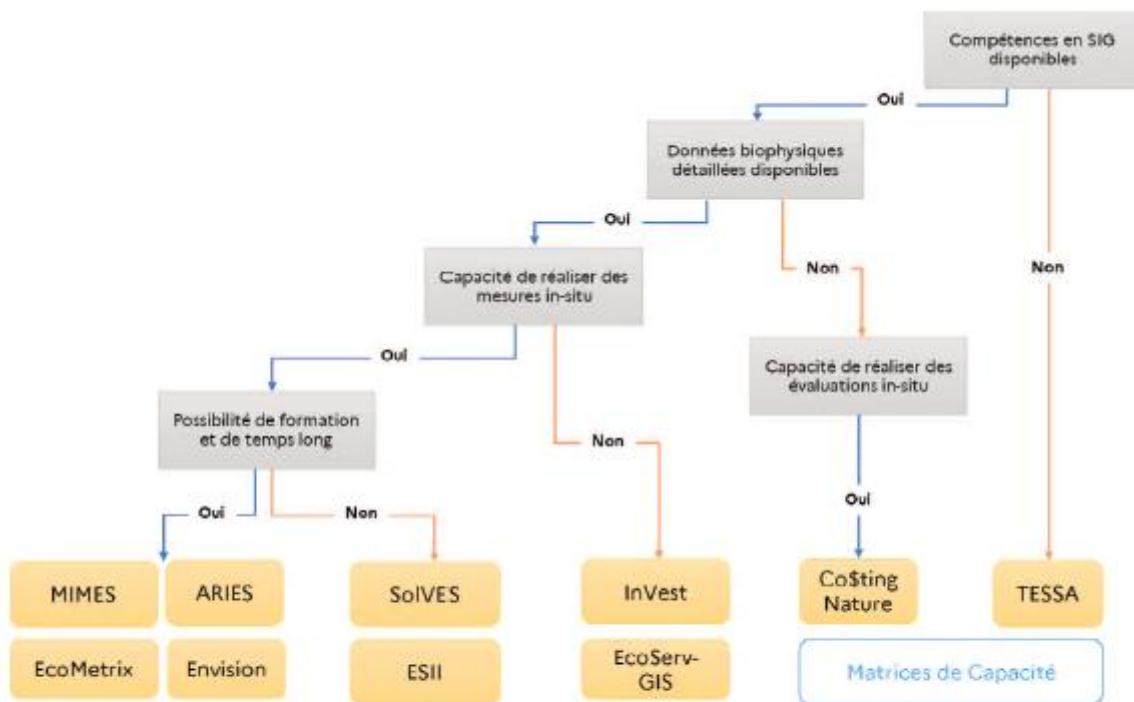 Compétences en SIG
disponibles
Oui
Données biophysiques
détaillées disponibles
Oui
Non
Non
Capacité de réaliser des
mesures in-situ
Oui
Capacité de réaliser des
évaluations in-situ
Possibilité de formation
et de temps long
Non
Oui
Oui
Non
MIMES
ARIES
SolVES
InVest
Co$ting
Nature
TESSA
EcoMetrix
Envision
ESII
EcoServ-
GIS
Matrices de Capacité